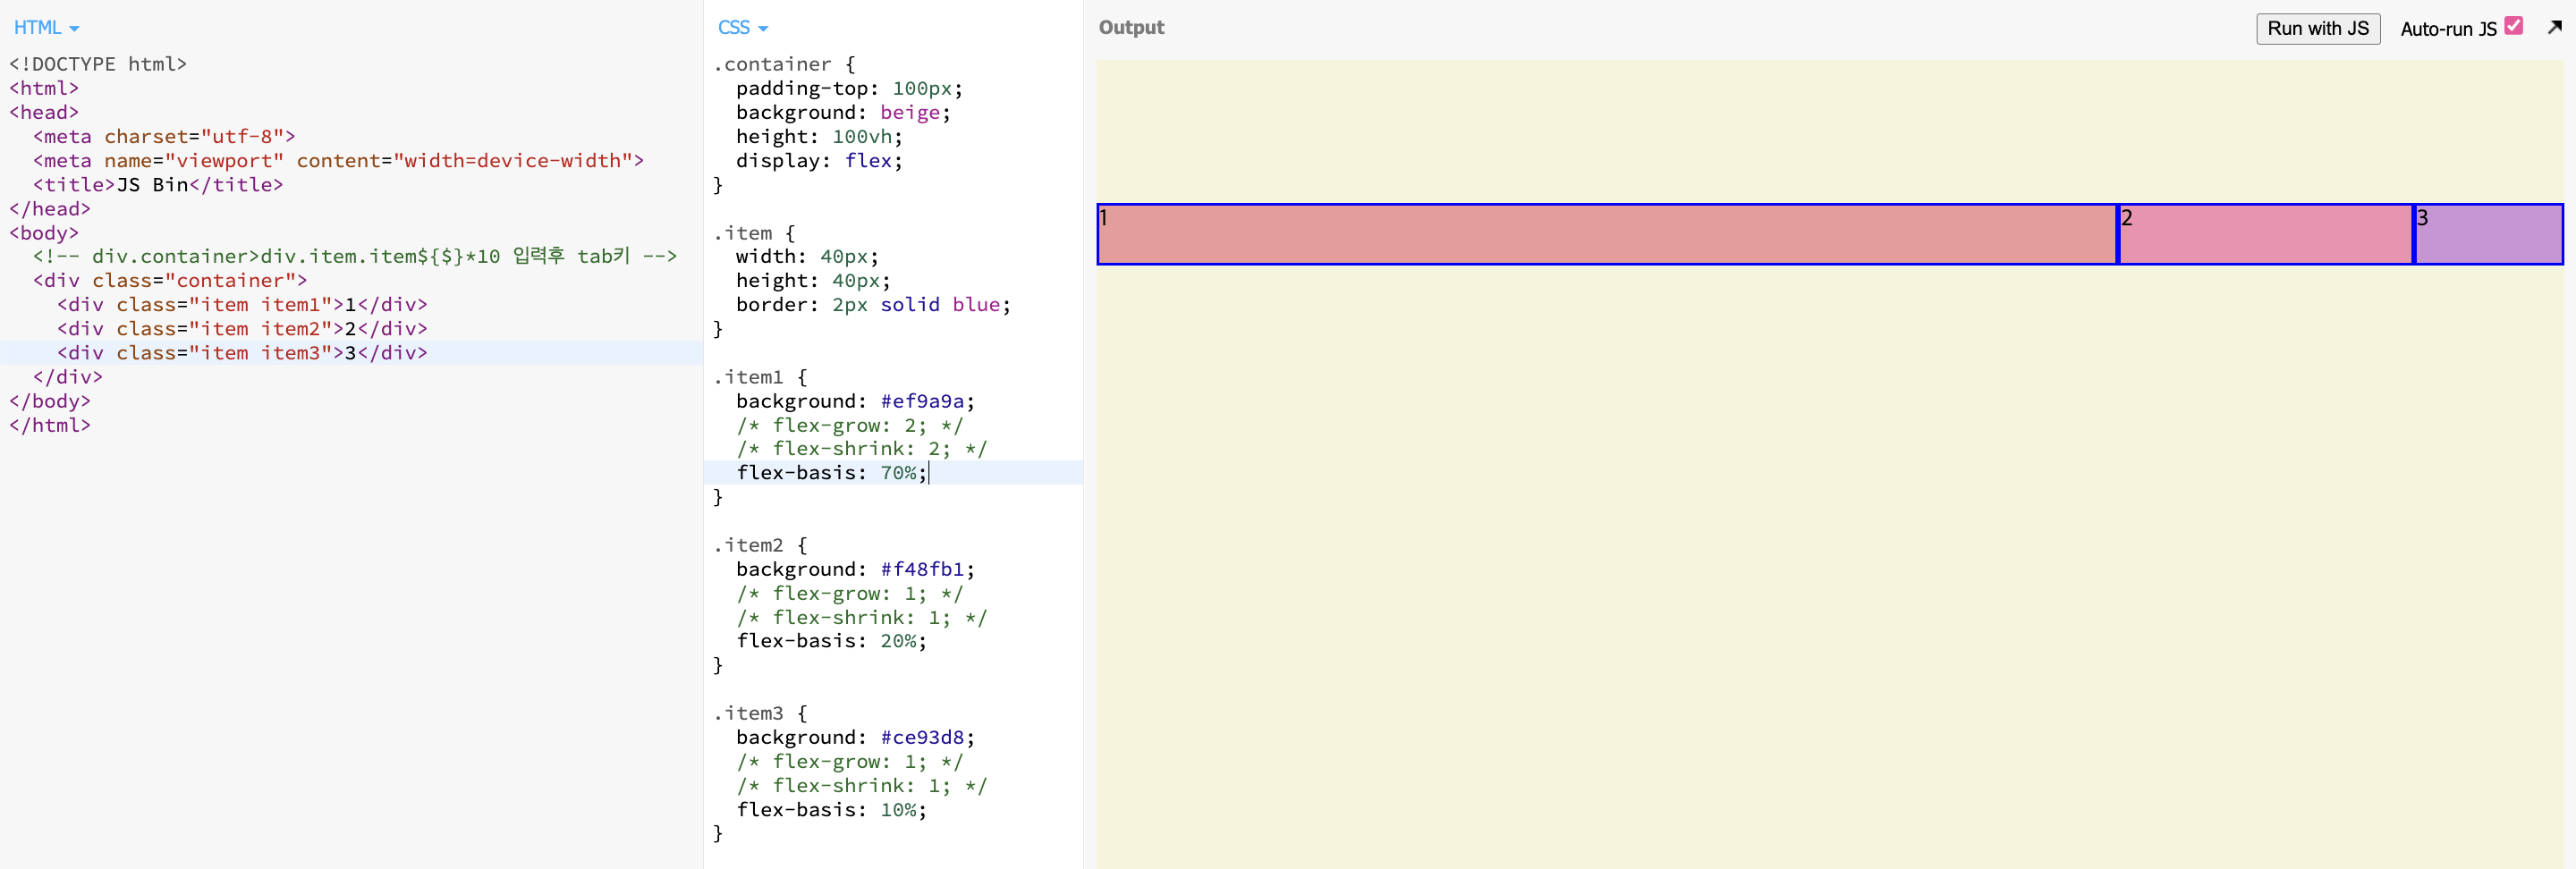 HTML
<!DOCTYPE html>
<html>
<head>
  <meta charset="utf-8">
  <meta name="viewport" content="width=device-width">
  <title>JS Bin</title>
</head>
<body>
  <!-- div.container>div.item.item${$}*10 입력후 tab키 -->
  <div class="container">
    <div class="item item1">1</div>
    <div class="item item2">2</div>
    <div class="item item3">3</div>
  </div>
</body>
</html>
CSS
.container {
  padding-top: 100px;
  background: beige;
  height: 100vh;
  display: flex;
}

.item {
  width: 40px;
  height: 40px;
  border: 2px solid blue;
}

.item1 {
  background: #ef9a9a;
  /* flex-grow: 2; */
  /* flex-shrink: 2; */
  flex-basis: 70%;
}

.item2 {
  background: #f48fb1;
  /* flex-grow: 1; */
  /* flex-shrink: 1; */
  flex-basis: 20%;
}

.item3 {
  background: #ce93d8;
  /* flex-grow: 1; */
  /* flex-shrink: 1; */
  flex-basis: 10%;
}
Output
Run with JS
Auto-run JS
1
2
3